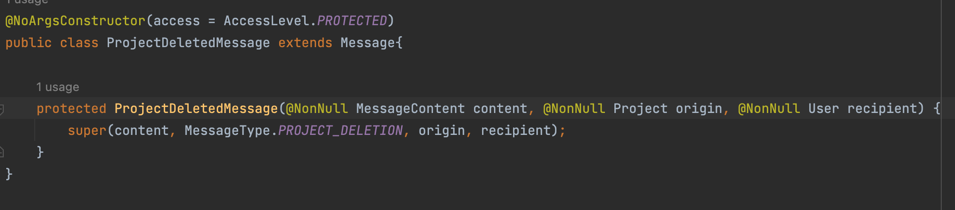 1 usage
@NoArgsConstructor(access = AccessLevel.PROTECTED)
public class ProjectDeletedMessage extends Message{
1 usage
protected ProjectDeletedMessage(@NonNull MessageContent content, @NonNull Project origin, @NonNull User recipient) {
super(content, MessageType.PROJECT_DELETION, origin, recipient);
}
}